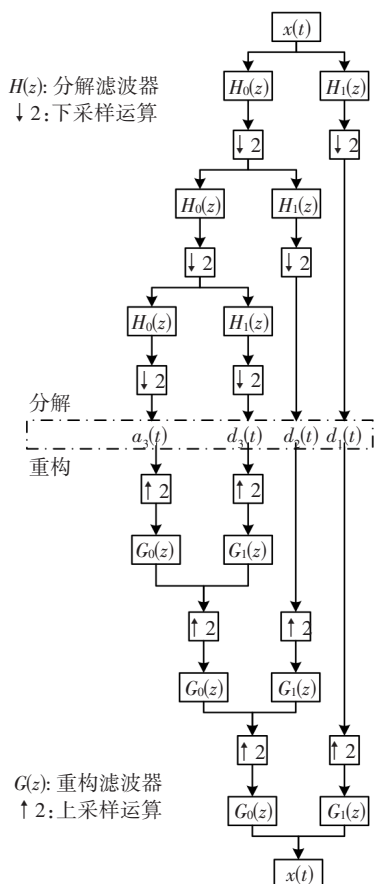 x(t)
H(z): 分解滤波器
↓2:下采样运算
H₀(z) H₁(z)
↓2 ↓2
H₀(z) H₁(z)
↓2 ↓2
H₀(z) H₁(z)
↓2 ↓2
分解
a₃(t) d₃(t) d₂(t) d₁(t)
重构
↑2 ↑2
G₀(z) G₁(z)
↑2 ↑2
G₀(z) G₁(z)
↑2 ↑2
G(z): 重构滤波器
↑2:上采样运算
G₀(z) G₁(z)
x(t)